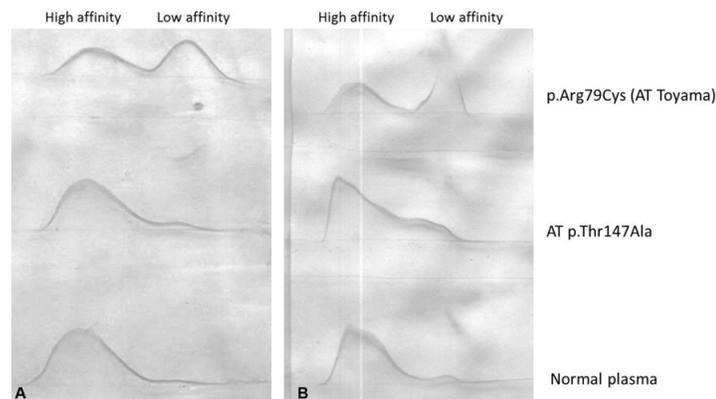 High affinity Low affinity High affinity Low affinity
p.Arg79Cys (AT Toyama)
AT p.Thr147Ala
Normal plasma
A B